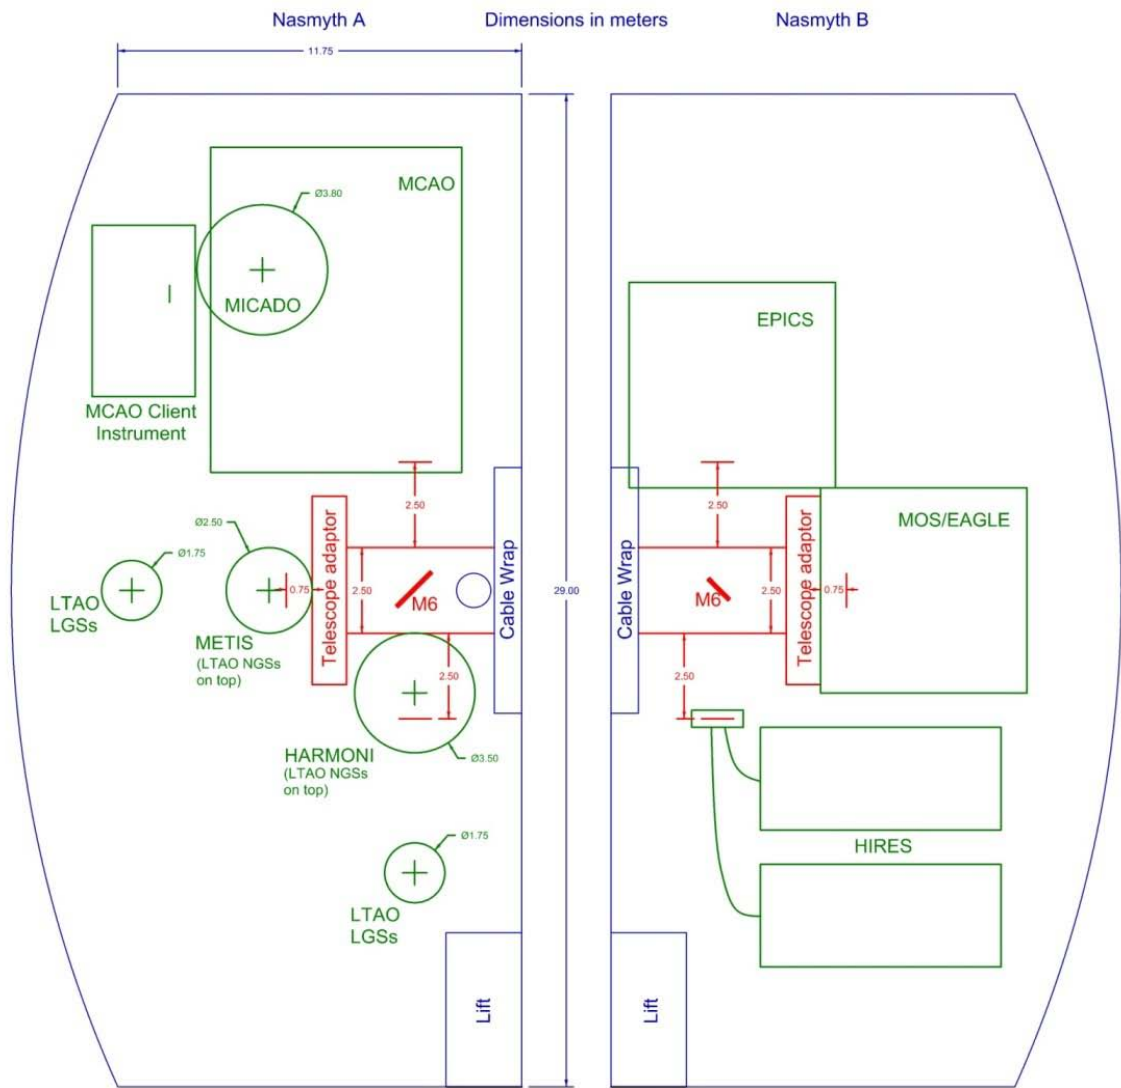 Nasmyth A
Dimensions in meters
Nasmyth B
11.75
MCAO
Ø3.80
MICADO
MCAO Client
Instrument
EPICS
2.50
2.50
MOS/EAGLE
Ø2.50
Ø1.75
LTAO
LGSs
0.75
METIS
(LTAO NGSs
on top)
Telescope adaptor
2.50
M6
Cable Wrap
29.00
Cable Wrap
M6
2.50
Telescope adaptor
0.75
2.50
2.50
HARMONI
(LTAO NGSs
on top)
Ø3.50
Ø1.75
LTAO
LGSs
HIRES
Lift
Lift